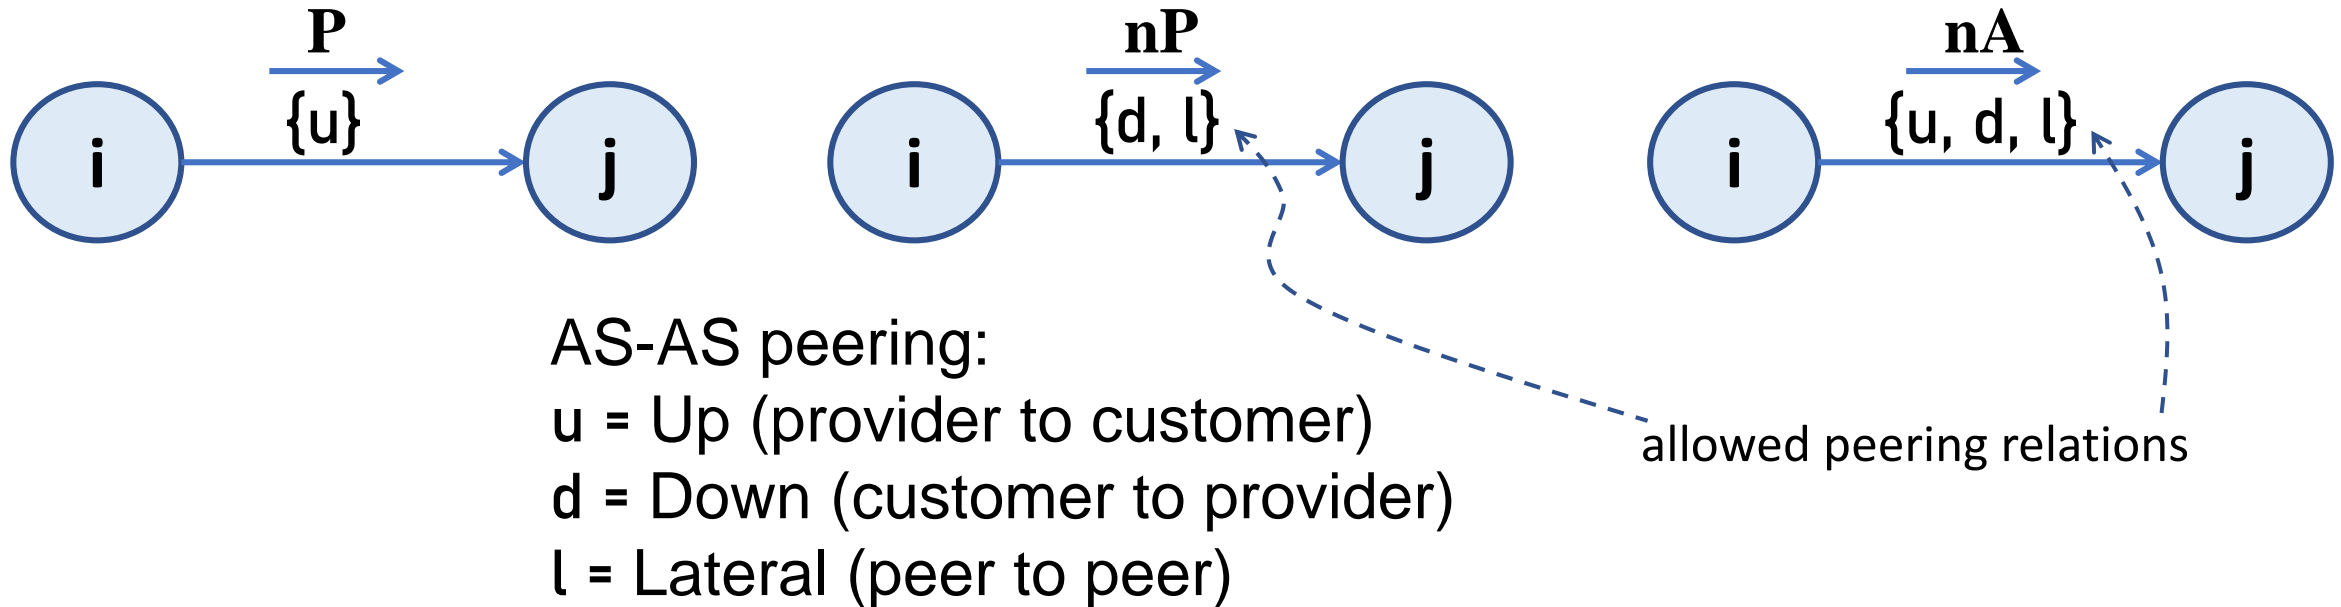 P
nP
nA
{u}
{d, l}
{u, d, l}
i
j
i
j
i
j
AS-AS peering:
u = Up (provider to customer)
d = Down (customer to provider)
l = Lateral (peer to peer)
allowed peering relations